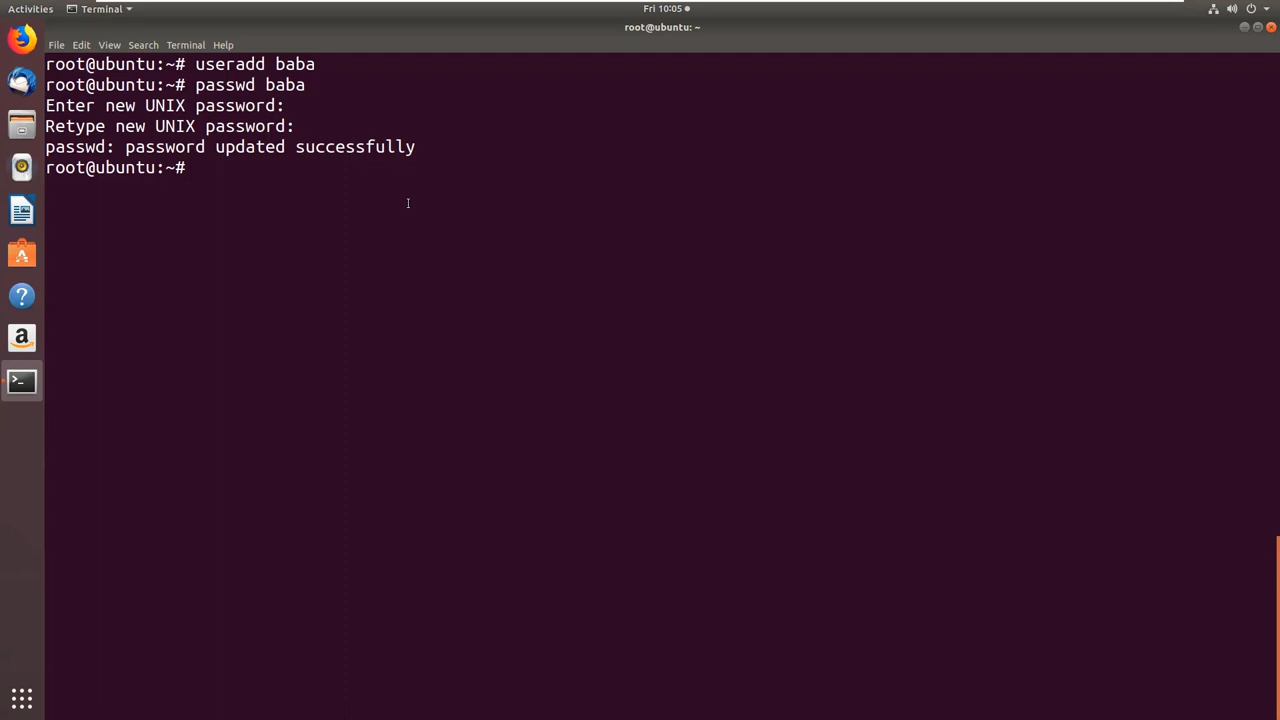 Activities Terminal Fri 10:05
root@ubuntu: ~
File Edit View Search Terminal Help
root@ubuntu:~# useradd baba
root@ubuntu:~# passwd baba
Enter new UNIX password:
Retype new UNIX password:
passwd: password updated successfully
root@ubuntu:~#